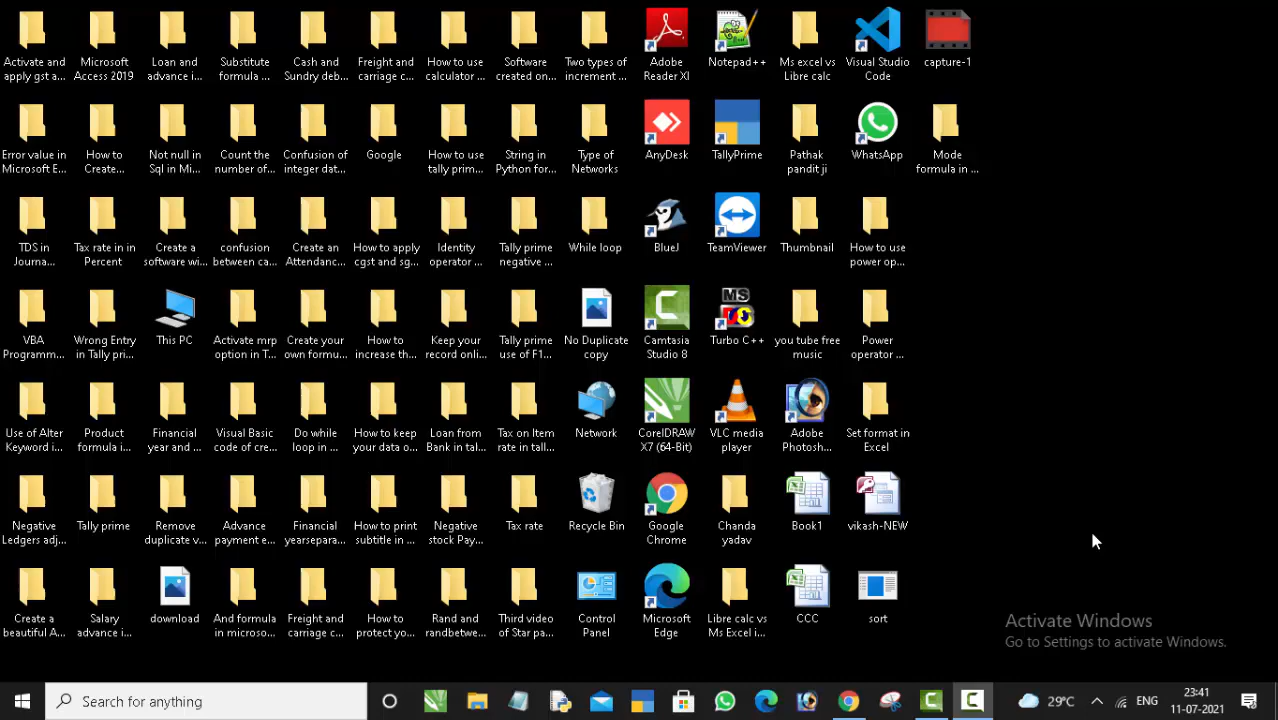 Activate and apply gst a...
Microsoft Access 2019
Loan and advance i...
Substitute formula ...
Cash and Sundry deb...
Freight and carriage c...
How to use calculator ...
Software created on...
Two types of increment ...
Adobe Reader XI
Notepad++
Ms excel vs Libre calc
Visual Studio Code
capture-1
Error value in Microsoft E...
How to Create...
Not null in Sql in Mi...
Count the number of...
Confusion of integer dat...
Google
How to use tally prim...
String in Python for...
Type of Networks
AnyDesk
TallyPrime
Pathak pandit ji
WhatsApp
Mode formula in ...
TDS in Journa...
Tax rate in in Percent
Create a software wi...
confusion between ca...
Create an Attendanc...
How to apply cgst and sg...
Identity operator ...
Tally prime negative ...
While loop
BlueJ
TeamViewer
Thumbnail
How to use power op...
VBA Programm...
Wrong Entry in Tally pri...
This PC
Activate mrp option in T...
Create your own formu...
How to increase th...
Keep your record onli...
Tally prime use of F1...
No Duplicate copy
Camtasia Studio 8
MS
Turbo C++
you tube free music
Power operator ...
Use of Alter Keyword i...
Product formula i...
Financial year and ...
Visual Basic code of cre...
Do while loop in ...
How to keep your data o...
Loan from Bank in tal...
Tax on Item rate in tall...
Network
CorelDRAW X7 (64-Bit)
VLC media player
Adobe Photosh...
Set format in Excel
Negative Ledgers adj...
Tally prime
Remove duplicate v...
Advance payment e...
Financial yearsepara...
How to print subtitle in ...
Negative stock Pay...
Tax rate
Recycle Bin
Google Chrome
Chanda yadav
Book1
vikash-NEW
Create a beautiful A...
Salary advance i...
download
And formula in microso...
Freight and carriage c...
How to protect yo...
Rand and randbetwe...
Third video of Star pa...
Control Panel
Microsoft Edge
Libre calc vs Ms Excel i...
CCC
sort
Activate Windows
Go to Settings to activate Windows.
Search for anything
29°C
ENG
23:41
11-07-2021